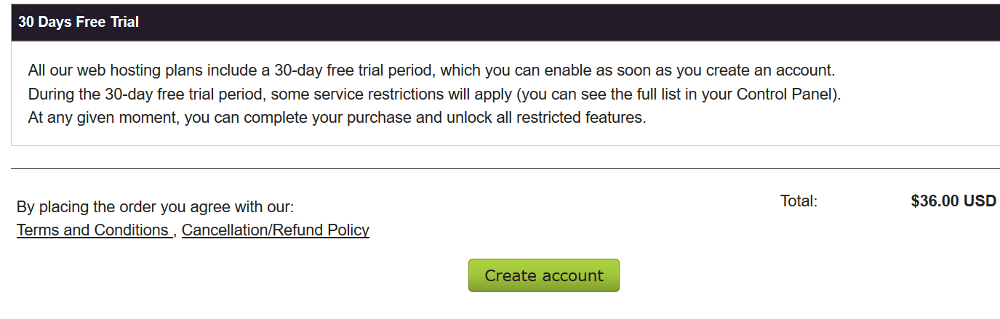 30 Days Free Trial
All our web hosting plans include a 30-day free trial period, which you can enable as soon as you create an account.
During the 30-day free trial period, some service restrictions will apply (you can see the full list in your Control Panel).
At any given moment, you can complete your purchase and unlock all restricted features.
By placing the order you agree with our:
Terms and Conditions , Cancellation/Refund Policy
Total: $36.00 USD
Create account